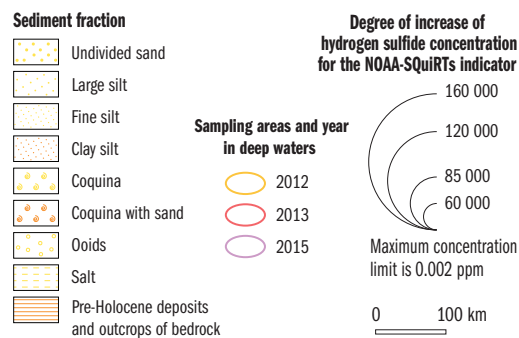 Sediment fraction
Undivided sand
Large silt
Fine silt
Clay silt
Coquina
Coquina with sand
Ooids
Salt
Pre-Holocene deposits
and outcrops of bedrock
Sampling areas and year
in deep waters
2012
2013
2015
Degree of increase of
hydrogen sulfide concentration
for the NOAA-SQuiRTs indicator
160 000
120 000
85 000
60 000
Maximum concentration
limit is 0.002 ppm
0 100 km